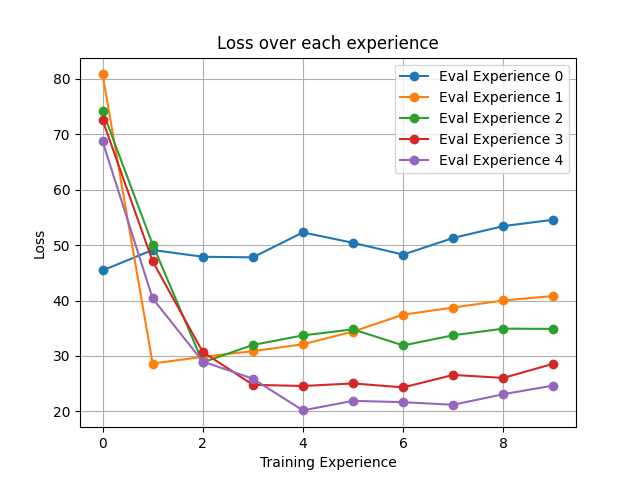 Loss over each experience
Eval Experience 0
Eval Experience 1
Eval Experience 2
Eval Experience 3
Eval Experience 4
80
70
60
50
40
30
20
Loss
0 2 4 6 8
Training Experience